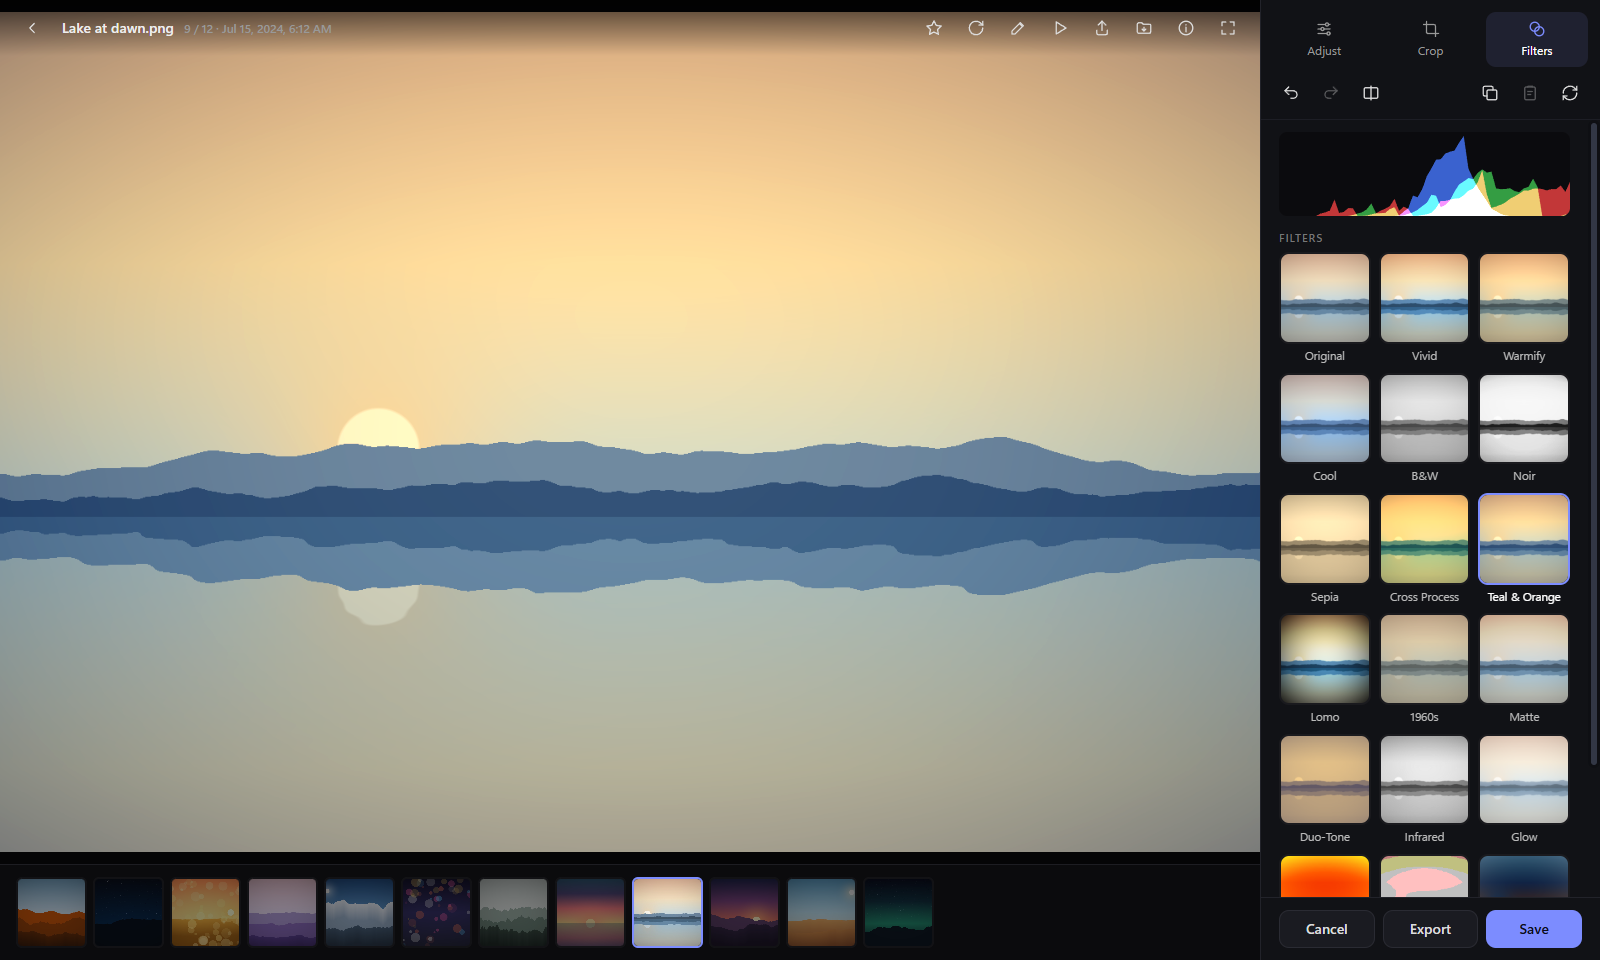 Lake at dawn.png 9 / 12 · Jul 15, 2024, 6:12 AM
Adjust Crop Filters
FILTERS
Original Vivid Warmify
Cool B&W Noir
Sepia Cross Process Teal & Orange
Lomo 1960s Matte
Duo-Tone Infrared Glow
Cancel Export Save